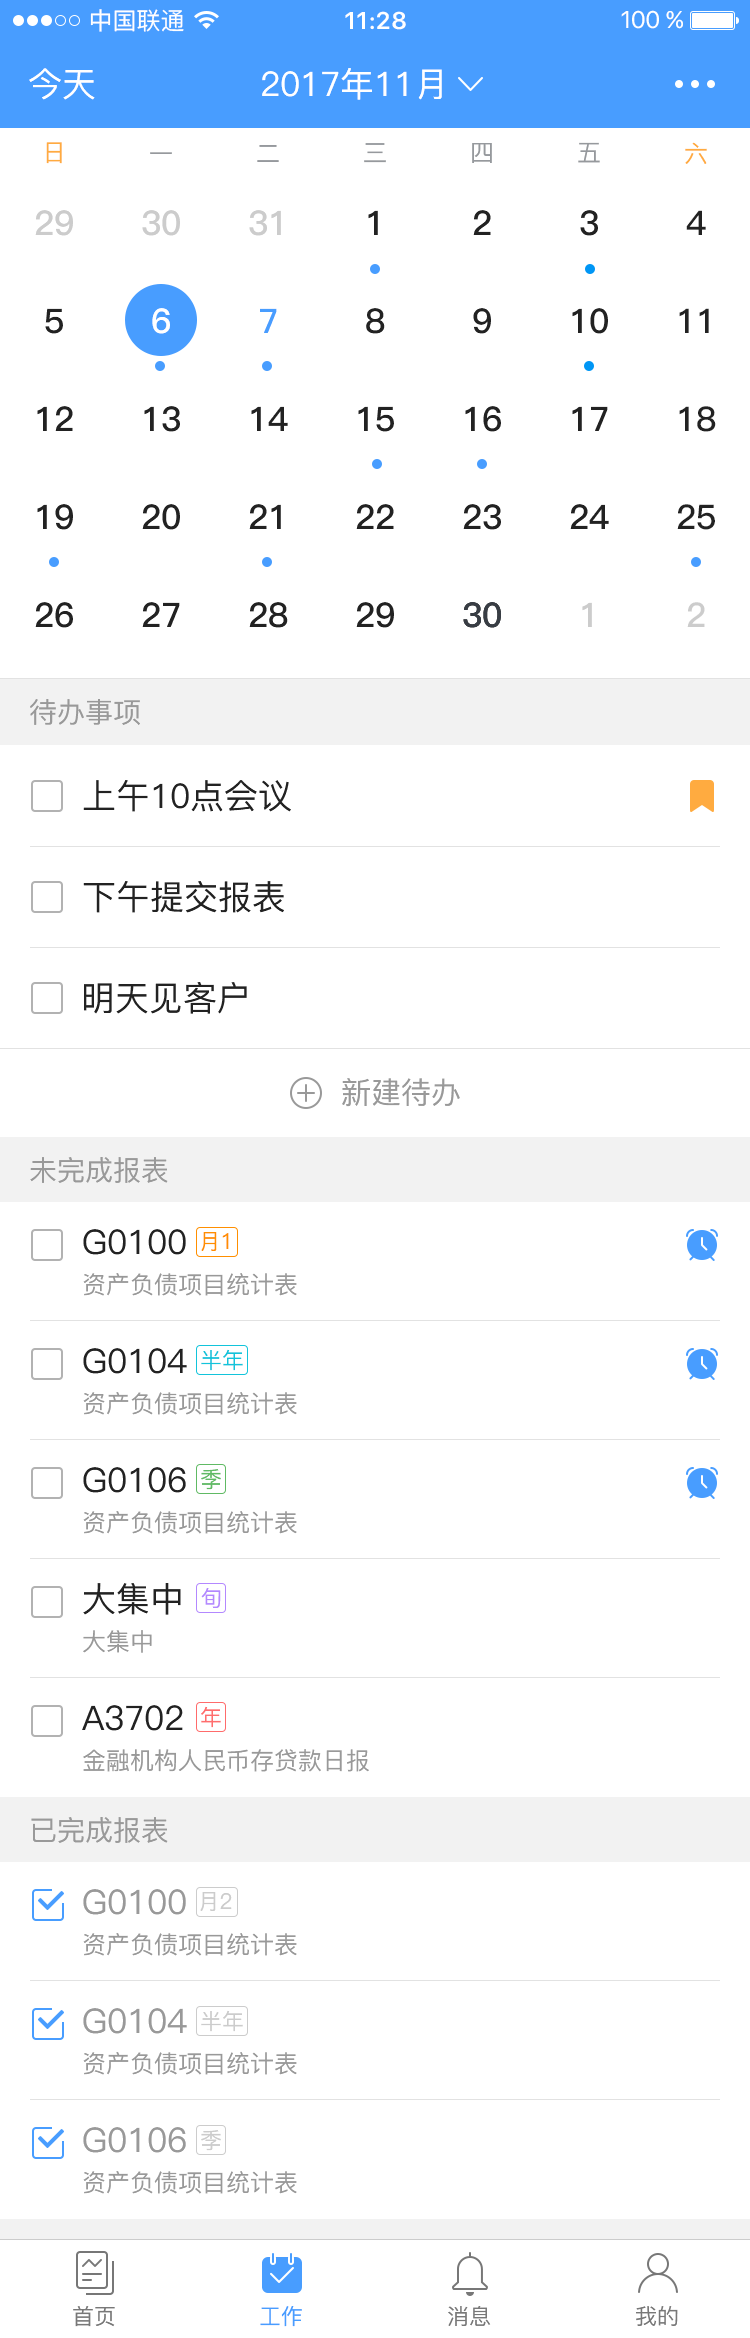 中国联通 11:28 100 %
今天 2017年11月
日 一 二 三 四 五 六
29 30 31 1 2 3 4
5 6 7 8 9 10 11
12 13 14 15 16 17 18
19 20 21 22 23 24 25
26 27 28 29 30 1 2
待办事项
上午10点会议
下午提交报表
明天见客户
新建待办
未完成报表
G0100 月1
资产负债项目统计表
G0104 半年
资产负债项目统计表
G0106 季
资产负债项目统计表
大集中 旬
大集中
A3702 年
金融机构人民币存贷款日报
已完成报表
G0100 月2
资产负债项目统计表
G0104 半年
资产负债项目统计表
G0106 季
资产负债项目统计表
首页 工作 消息 我的